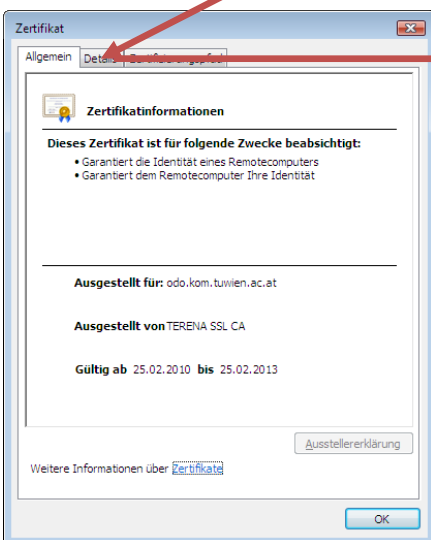 Zertifikat
Allgemein Details Zertifizierungspfad
Zertifikatinformationen
Dieses Zertifikat ist für folgende Zwecke beabsichtigt:
• Garantiert die Identität eines Remotecomputers
• Garantiert dem Remotecomputer Ihre Identität
Ausgestellt für: odo.kom.tuwien.ac.at
Ausgestellt von TERENA SSL CA
Gültig ab 25.02.2010 bis 25.02.2013
Ausstellererklärung
Weitere Informationen über Zertifikate
OK